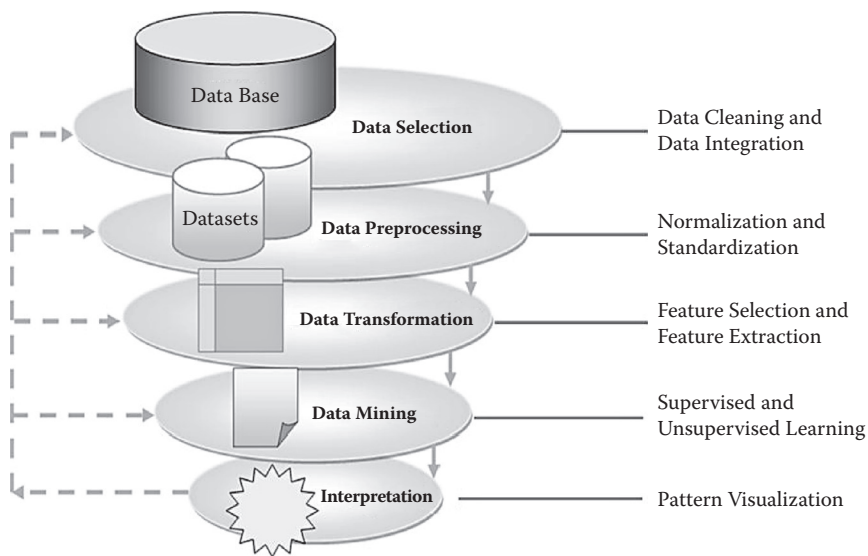 Data Base
Data Selection
Data Cleaning and
Data Integration
Datasets
Data Preprocessing
Normalization and
Standardization
Data Transformation
Feature Selection and
Feature Extraction
Data Mining
Supervised and
Unsupervised Learning
Interpretation
Pattern Visualization